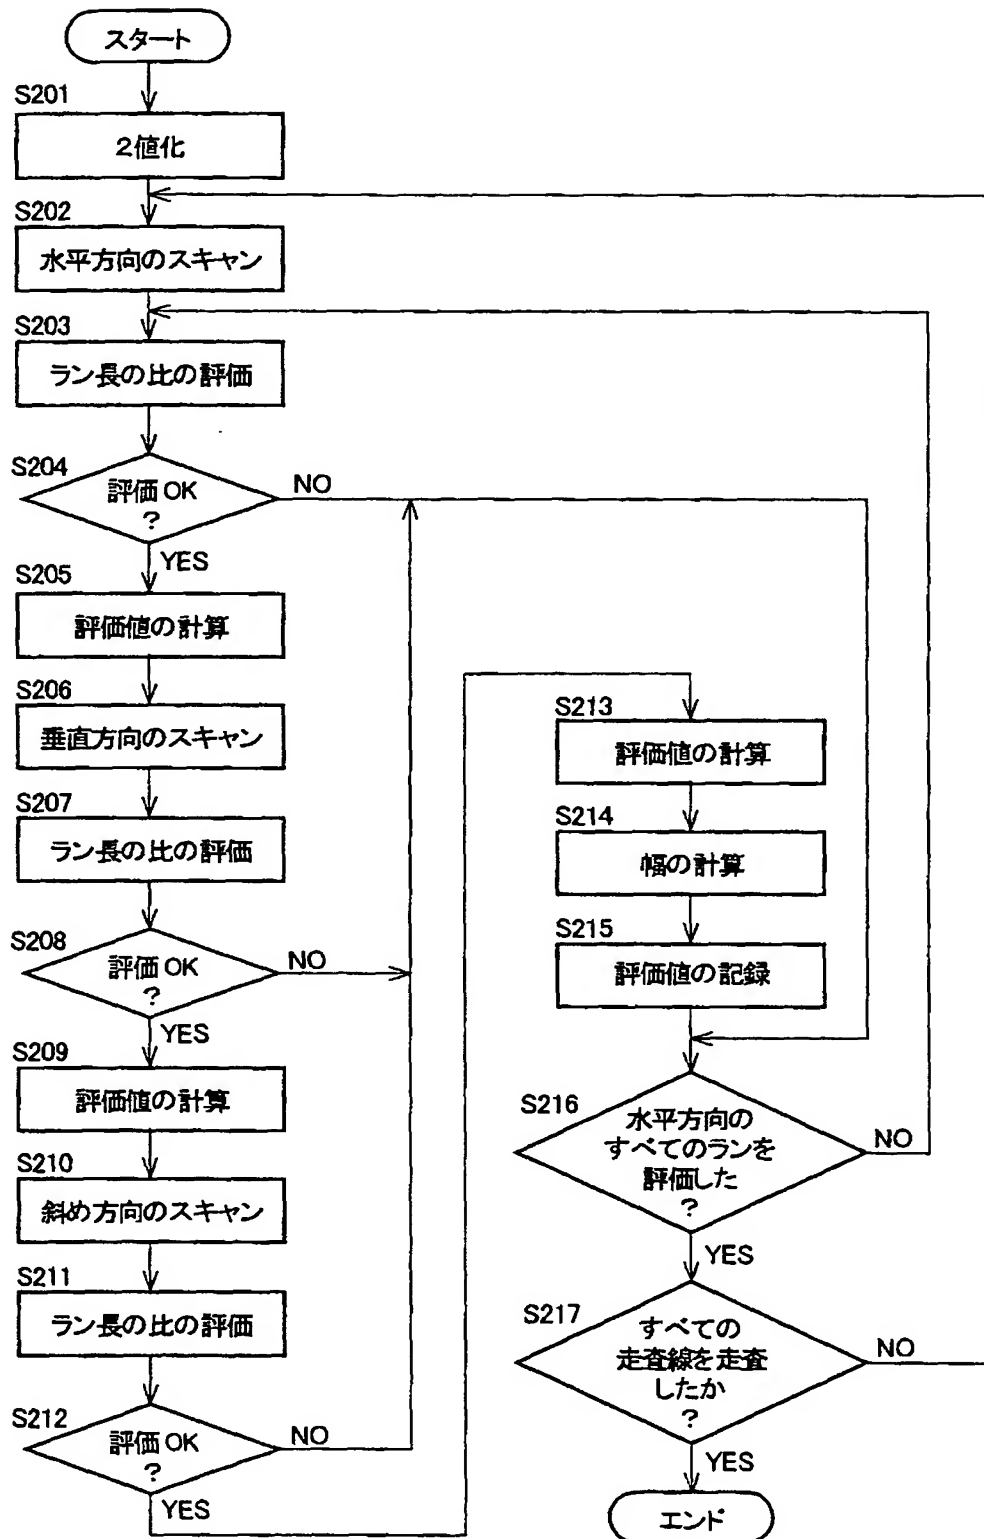 スタート
S201
2値化
S202
水平方向のスキャン
S203
ラン長の比の評価
S204
評価 OK
?
NO
YES
S205
評価値の計算
S206
垂直方向のスキャン
S207
ラン長の比の評価
S208
評価 OK
?
NO
YES
S209
評価値の計算
S210
斜め方向のスキャン
S211
ラン長の比の評価
S212
評価 OK
?
NO
YES
S213
評価値の計算
S214
幅の計算
S215
評価値の記録
S216
水平方向の
すべてのランを
評価した
?
NO
YES
S217
すべての
走査線を走査
したか
?
NO
YES
エンド